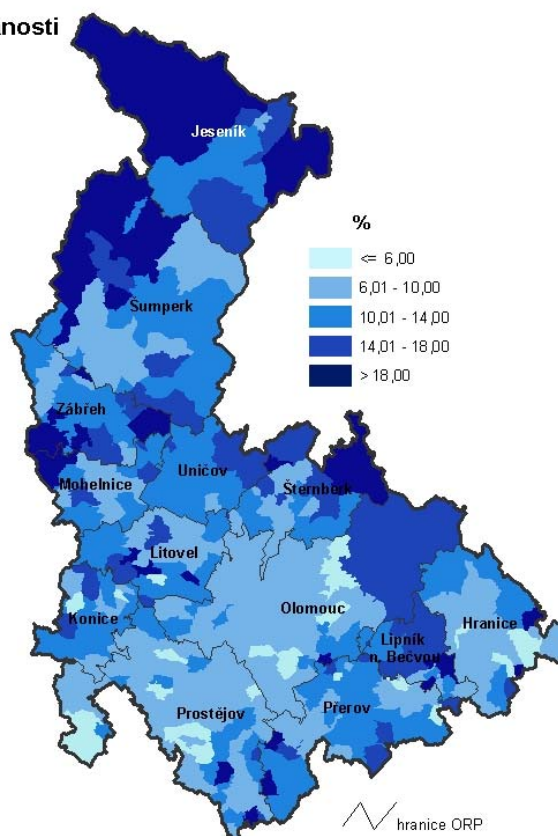 anosti
Jeseník
%
<= 6,00
6,01 - 10,00
10,01 - 14,00
14,01 - 18,00
> 18,00
Šumperk
Zábřeh
Uničov
Mohelnice
Šternberk
Litovel
Olomouc
Hranice
Konice
Lipník
n. Bečvou
Prostějov
Přerov
hranice ORP